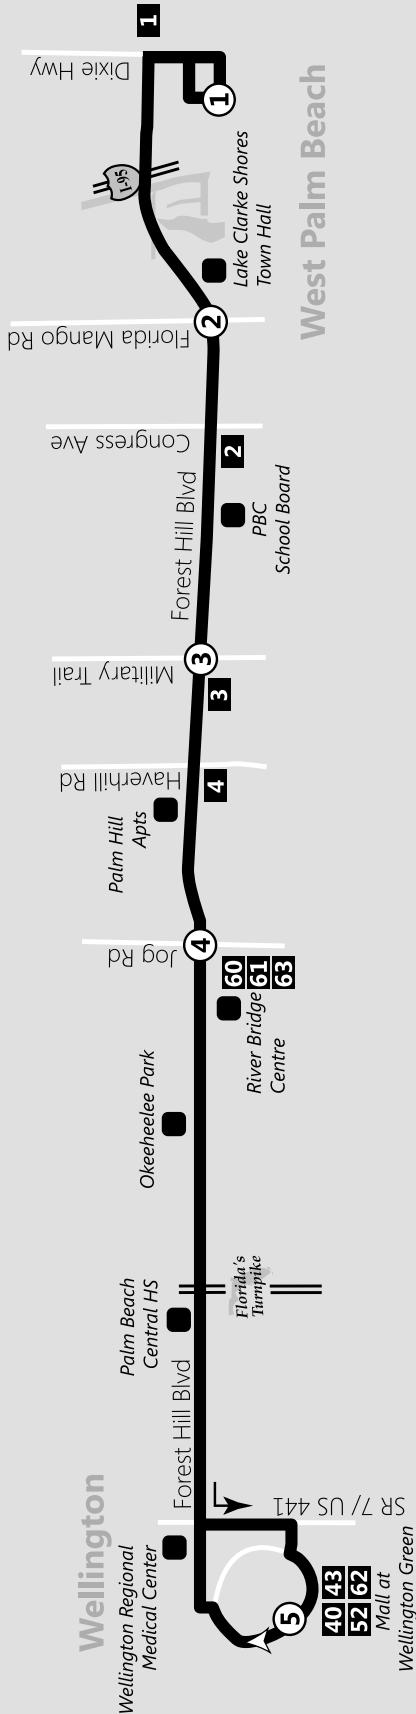 1
Dixie Hwy
1
I-95
Lake Clarke Shores
Town Hall
West Palm Beach
2
Florida Mango Rd
Congress Ave
2
PBC
School Board
Forest Hill Blvd
3
Military Trail
3
Haverhill Rd
4
Palm Hill
Apts
4
Jog Rd
60
61
63
River Bridge
Centre
Okeeheelee Park
Florida's
Turnpike
Palm Beach
Central HS
Forest Hill Blvd
Wellington
SR 7/ US 441
Wellington Regional
Medical Center
5
40 43
52 62
Mall at
Wellington Green